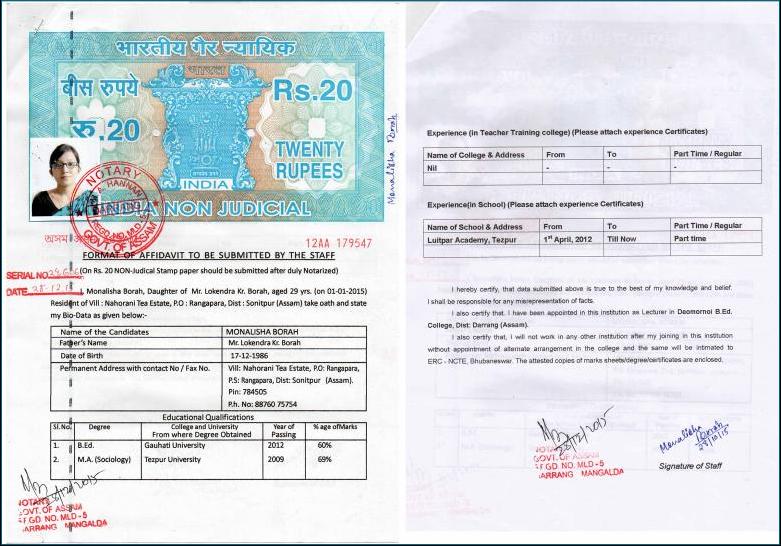 भारतीय गैर न्यायिक
भारत
बीस रुपये
Rs.20
रु.20
TWENTY
RUPEES
INDIA
INDIA NON JUDICIAL
NOTARY
GOVT. OF ASSAM
Monalisha Borah
অসম
12AA 179547
FORMAT OF AFFIDAVIT TO BE SUBMITTED BY THE STAFF
SERIAL NO
(On Rs. 20 NON-Judical Stamp paper should be submitted after duly Notarized)
DATE
I, Monalisha Borah, Daughter of Mr. Lokendra Kr. Borah, aged 29 yrs. (on 01-01-2015)
Resident of Vill : Nahorani Tea Estate, P.O : Rangapara, Dist : Sonitpur (Assam) take oath and state
my Bio-Data as given below:-
Name of the Candidates MONALISHA BORAH
Father's Name Mr. Lokendra Kr. Borah
Date of Birth 17-12-1986
Permanent Address with contact No / Fax No. Vill: Nahorani Tea Estate, P.O: Rangapara,
P.S: Rangapara, Dist: Sonitpur (Assam).
Pin: 784505
P.h. No: 88760 75754
Educational Qualifications
Sl.No. Degree College and University From where Degree Obtained Year of Passing % age ofMarks
1. B.Ed. Gauhati University 2012 60%
2. M.A. (Sociology) Tezpur University 2009 69%
28/12/2015
NOTARY
GOVT. OF ASSAM
REGD NO. MLD - 5
DARRANG MANGALDA
Experience (in Teacher Training college) (Please attach experience Certificates)
Name of College & Address From To Part Time / Regular
Nil - - -
Experience(in School) (Please attach experience Certificates)
Name of School & Address From To Part Time / Regular
Luitpar Academy, Tezpur 1st April, 2012 Till Now Part time
I hereby certify, that data submitted above is true to the best of my knowledge and belief.
I shall be responsible for any misrepresentation of facts.
I also certify that. I have been appointed in this institution as Lecturer in Deomornoi B.Ed.
College, Dist: Darrang (Assam).
I also certify that, I will not work in any other institution after my joining in this institution
without appointment of alternate arrangement in the college and the same will be intimated to
ERC - NCTE, Bhubaneswar. The attested copies of marks sheets/degree/certificates are enclosed.
28/12/2015
NOTARY
GOVT. OF ASSAM
REGD. NO. MLD - 5
DARRANG MANGALDA
Monalisha
Borah
28/10/15
Signature of Staff